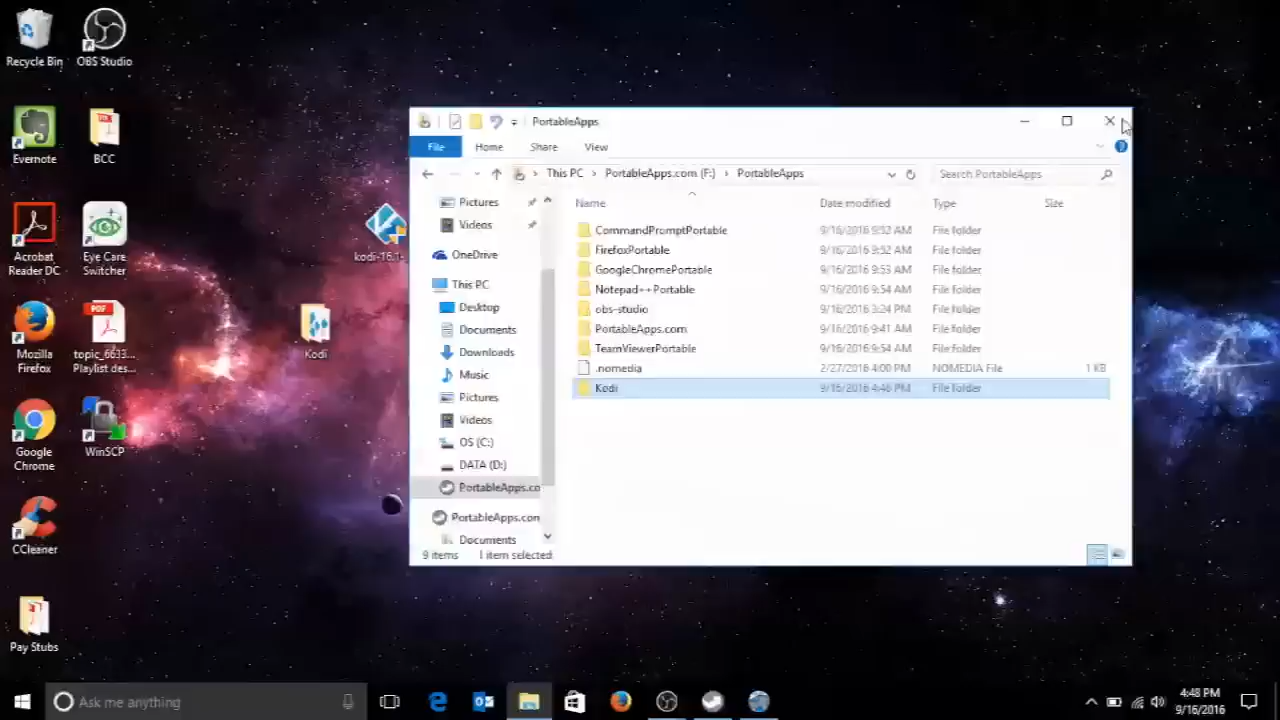 Recycle Bin
OBS Studio
Evernote
BCC
Acrobat
Reader DC
Eye Care
Switcher
Mozilla
Firefox
topic_6633...
Playlist des...
Google
Chrome
WinSCP
CCleaner
Pay Stubs
kodi-16.1-
Kodi
PortableApps
File
Home
Share
View
This PC
PortableApps.com (F:)
PortableApps
Search PortableApps
Name
Date modified
Type
Size
Pictures
Videos
OneDrive
This PC
Desktop
Documents
Downloads
Music
Pictures
Videos
OS (C:)
DATA (D:)
PortableApps.co
PortableApps.com
Documents
CommandPromptPortable 9/16/2016 9:52 AM File folder
FirefoxPortable 9/16/2016 9:52 AM File folder
GoogleChromePortable 9/16/2016 9:53 AM File folder
Notepad++Portable 9/16/2016 9:54 AM File folder
obs-studio 9/16/2016 3:24 PM File folder
PortableApps.com 9/16/2016 9:41 AM File folder
TeamViewerPortable 9/16/2016 9:54 AM File folder
.nomedia 2/27/2016 4:00 PM NOMEDIA File 1 KB
Kodi 9/16/2016 4:46 PM File folder
9 items 1 item selected
Ask me anything
4:48 PM
9/16/2016